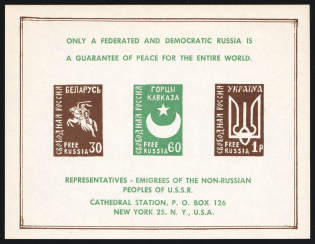 ONLY A FEDERATED AND DEMOCRATIC RUSSIA IS
A GUARANTEE OF PEACE FOR THE ENTIRE WORLD.
БЕЛАРУСЬ
СВОБОДНАЯ РОССИЯ
FREE
RUSSIA 30
ГОРЦЫ
КАВКАЗА
СВОБОДНАЯ РОССИЯ
FREE
RUSSIA 60
УКРАЇНА
СВОБОДНАЯ РОССИЯ
FREE
RUSSIA 1Р
REPRESENTATIVES - EMIGREES OF THE NON-RUSSIAN
PEOPLES OF U.S.S.R.
CATHEDRAL STATION, P. O. BOX 126
NEW YORK 25. N. Y., U.S.A.